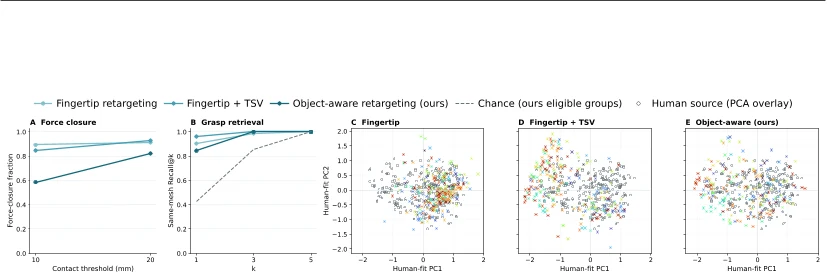 Fingertip retargeting Fingertip + TSV Object-aware retargeting (ours) Chance (ours eligible groups) Human source (PCA overlay)
A Force closure
Force-closure fraction
1.0
0.8
0.6
0.4
0.2
0.0
10 20
Contact threshold (mm)
B Grasp retrieval
Same-mesh Recall@k
1.0
0.8
0.6
0.4
0.2
0.0
1 3 5
k
C Fingertip
Human-fit PC2
2.0
1.5
1.0
0.5
0.0
−0.5
−1.0
−1.5
−2.0
−2 −1 0 1 2
Human-fit PC1
D Fingertip + TSV
−2 −1 0 1 2
Human-fit PC1
E Object-aware (ours)
−2 −1 0 1 2
Human-fit PC1